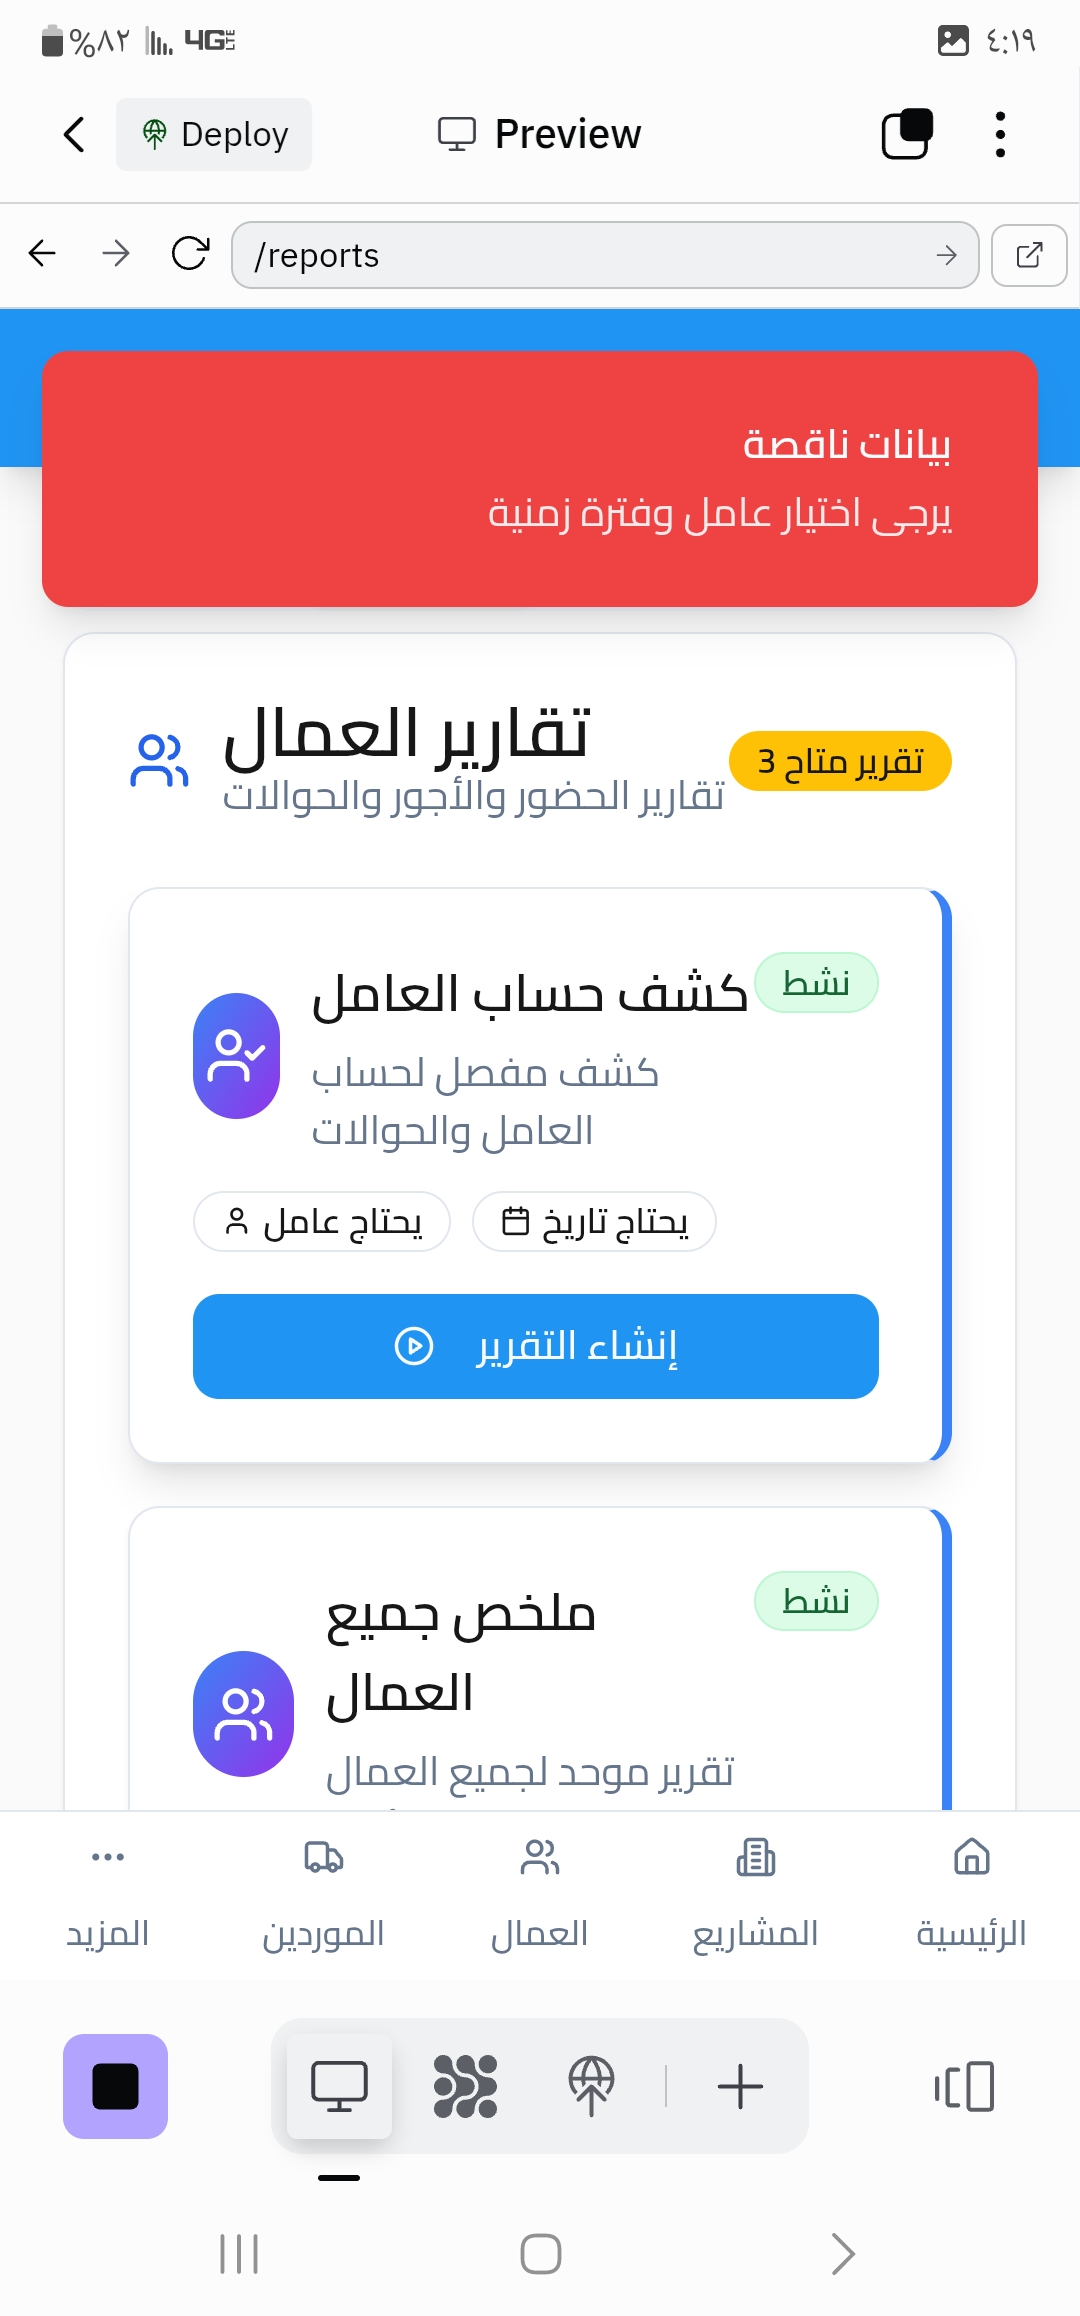 %٨٢ 4G LTE ٤:١٩
Deploy Preview
/reports
بيانات ناقصة
يرجى اختيار عامل وفترة زمنية
تقارير العمال
تقرير متاح 3
تقارير الحضور والأجور والحوالات
نشط
كشف حساب العامل
كشف مفصل لحساب
العامل والحوالات
يحتاج تاريخ يحتاج عامل
إنشاء التقرير
نشط
ملخص جميع
العمال
تقرير موحد لجميع العمال
الرئيسية المشاريع العمال الموردين المزيد